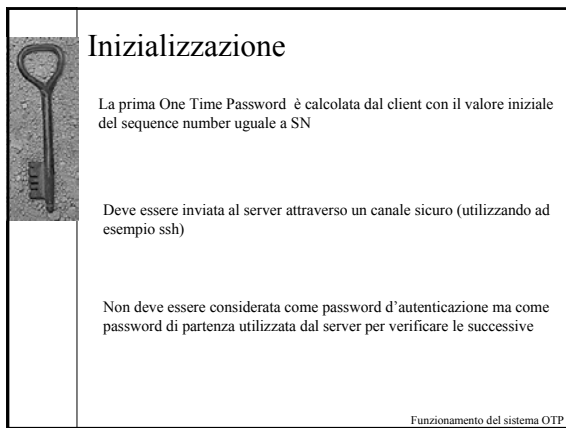 Inizializzazione
La prima One Time Password è calcolata dal client con il valore iniziale
del sequence number uguale a SN
Deve essere inviata al server attraverso un canale sicuro (utilizzando ad
esempio ssh)
Non deve essere considerata come password d'autenticazione ma come
password di partenza utilizzata dal server per verificare le successive
Funzionamento del sistema OTP